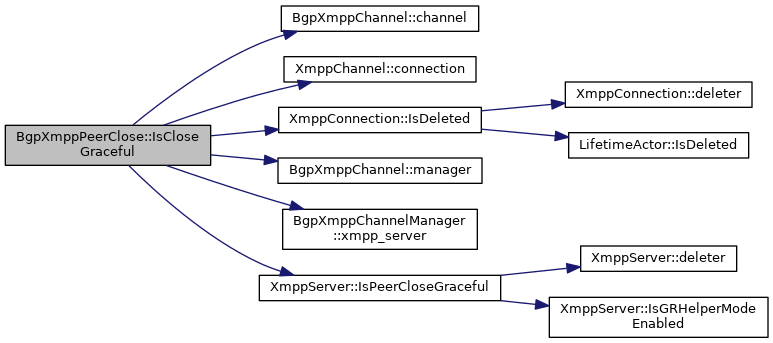 BgpXmppPeerClose::IsClose
Graceful
BgpXmppChannel::channel
XmppChannel::connection
XmppConnection::IsDeleted
XmppConnection::deleter
LifetimeActor::IsDeleted
BgpXmppChannel::manager
BgpXmppChannelManager
::xmpp_server
XmppServer::IsPeerCloseGraceful
XmppServer::deleter
XmppServer::IsGRHelperMode
Enabled